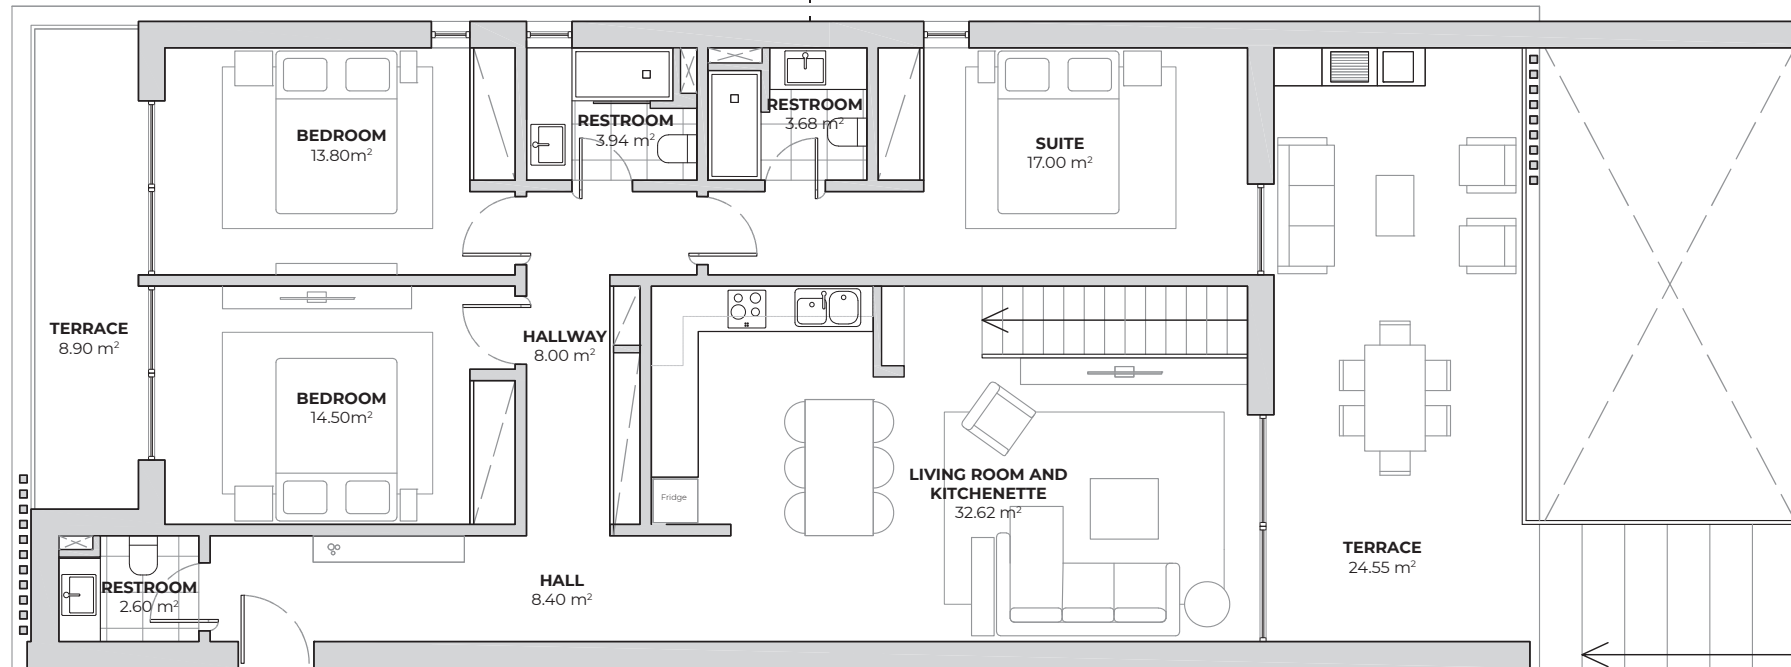 BEDROOM
13.80m²
RESTROOM
3.94 m²
RESTROOM
3.68 m²
SUITE
17.00 m²
TERRACE
8.90 m²
HALLWAY
8.00 m²
BEDROOM
14.50m²
Fridge
LIVING ROOM AND
KITCHENETTE
32.62 m²
TERRACE
24.55 m²
RESTROOM
2.60 m²
HALL
8.40 m²